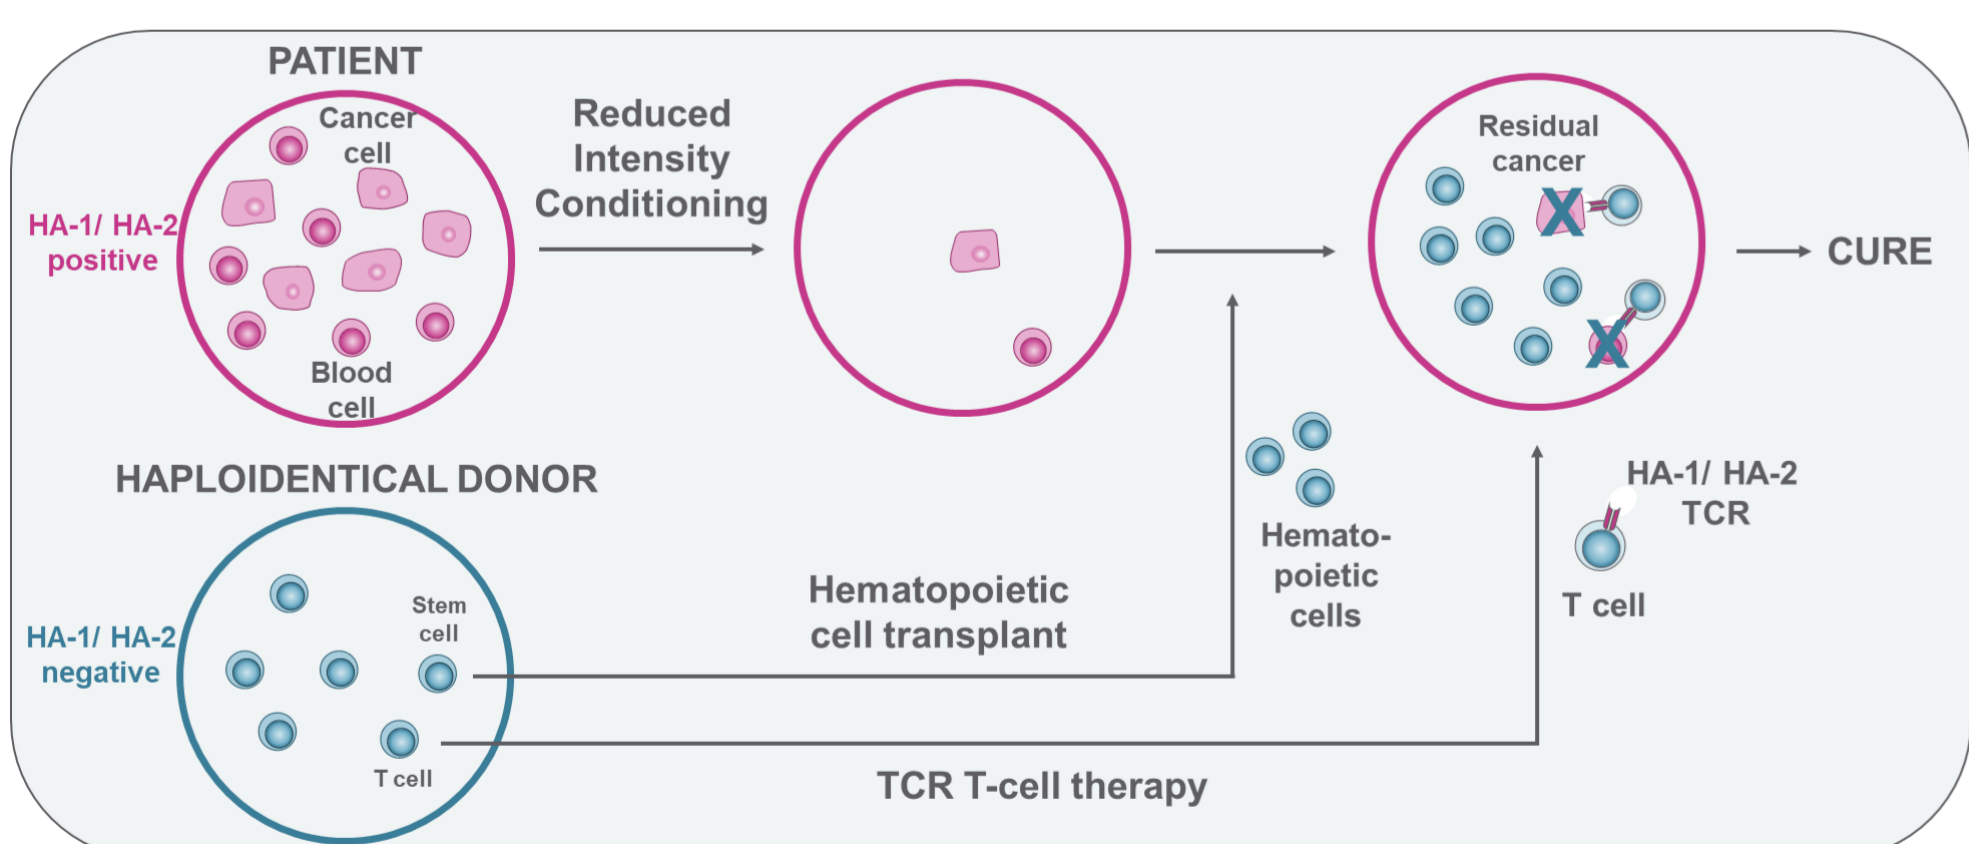 PATIENT
Cancer
cell
HA-1/ HA-2
positive
Blood
cell
Reduced
Intensity
Conditioning
Residual
cancer
CURE
HAPLOIDENTICAL DONOR
HA-1/ HA-2
negative
Stem
cell
T cell
Hematopoietic
cell transplant
Hemato-
poietic
cells
HA-1/ HA-2
TCR
T cell
TCR T-cell therapy